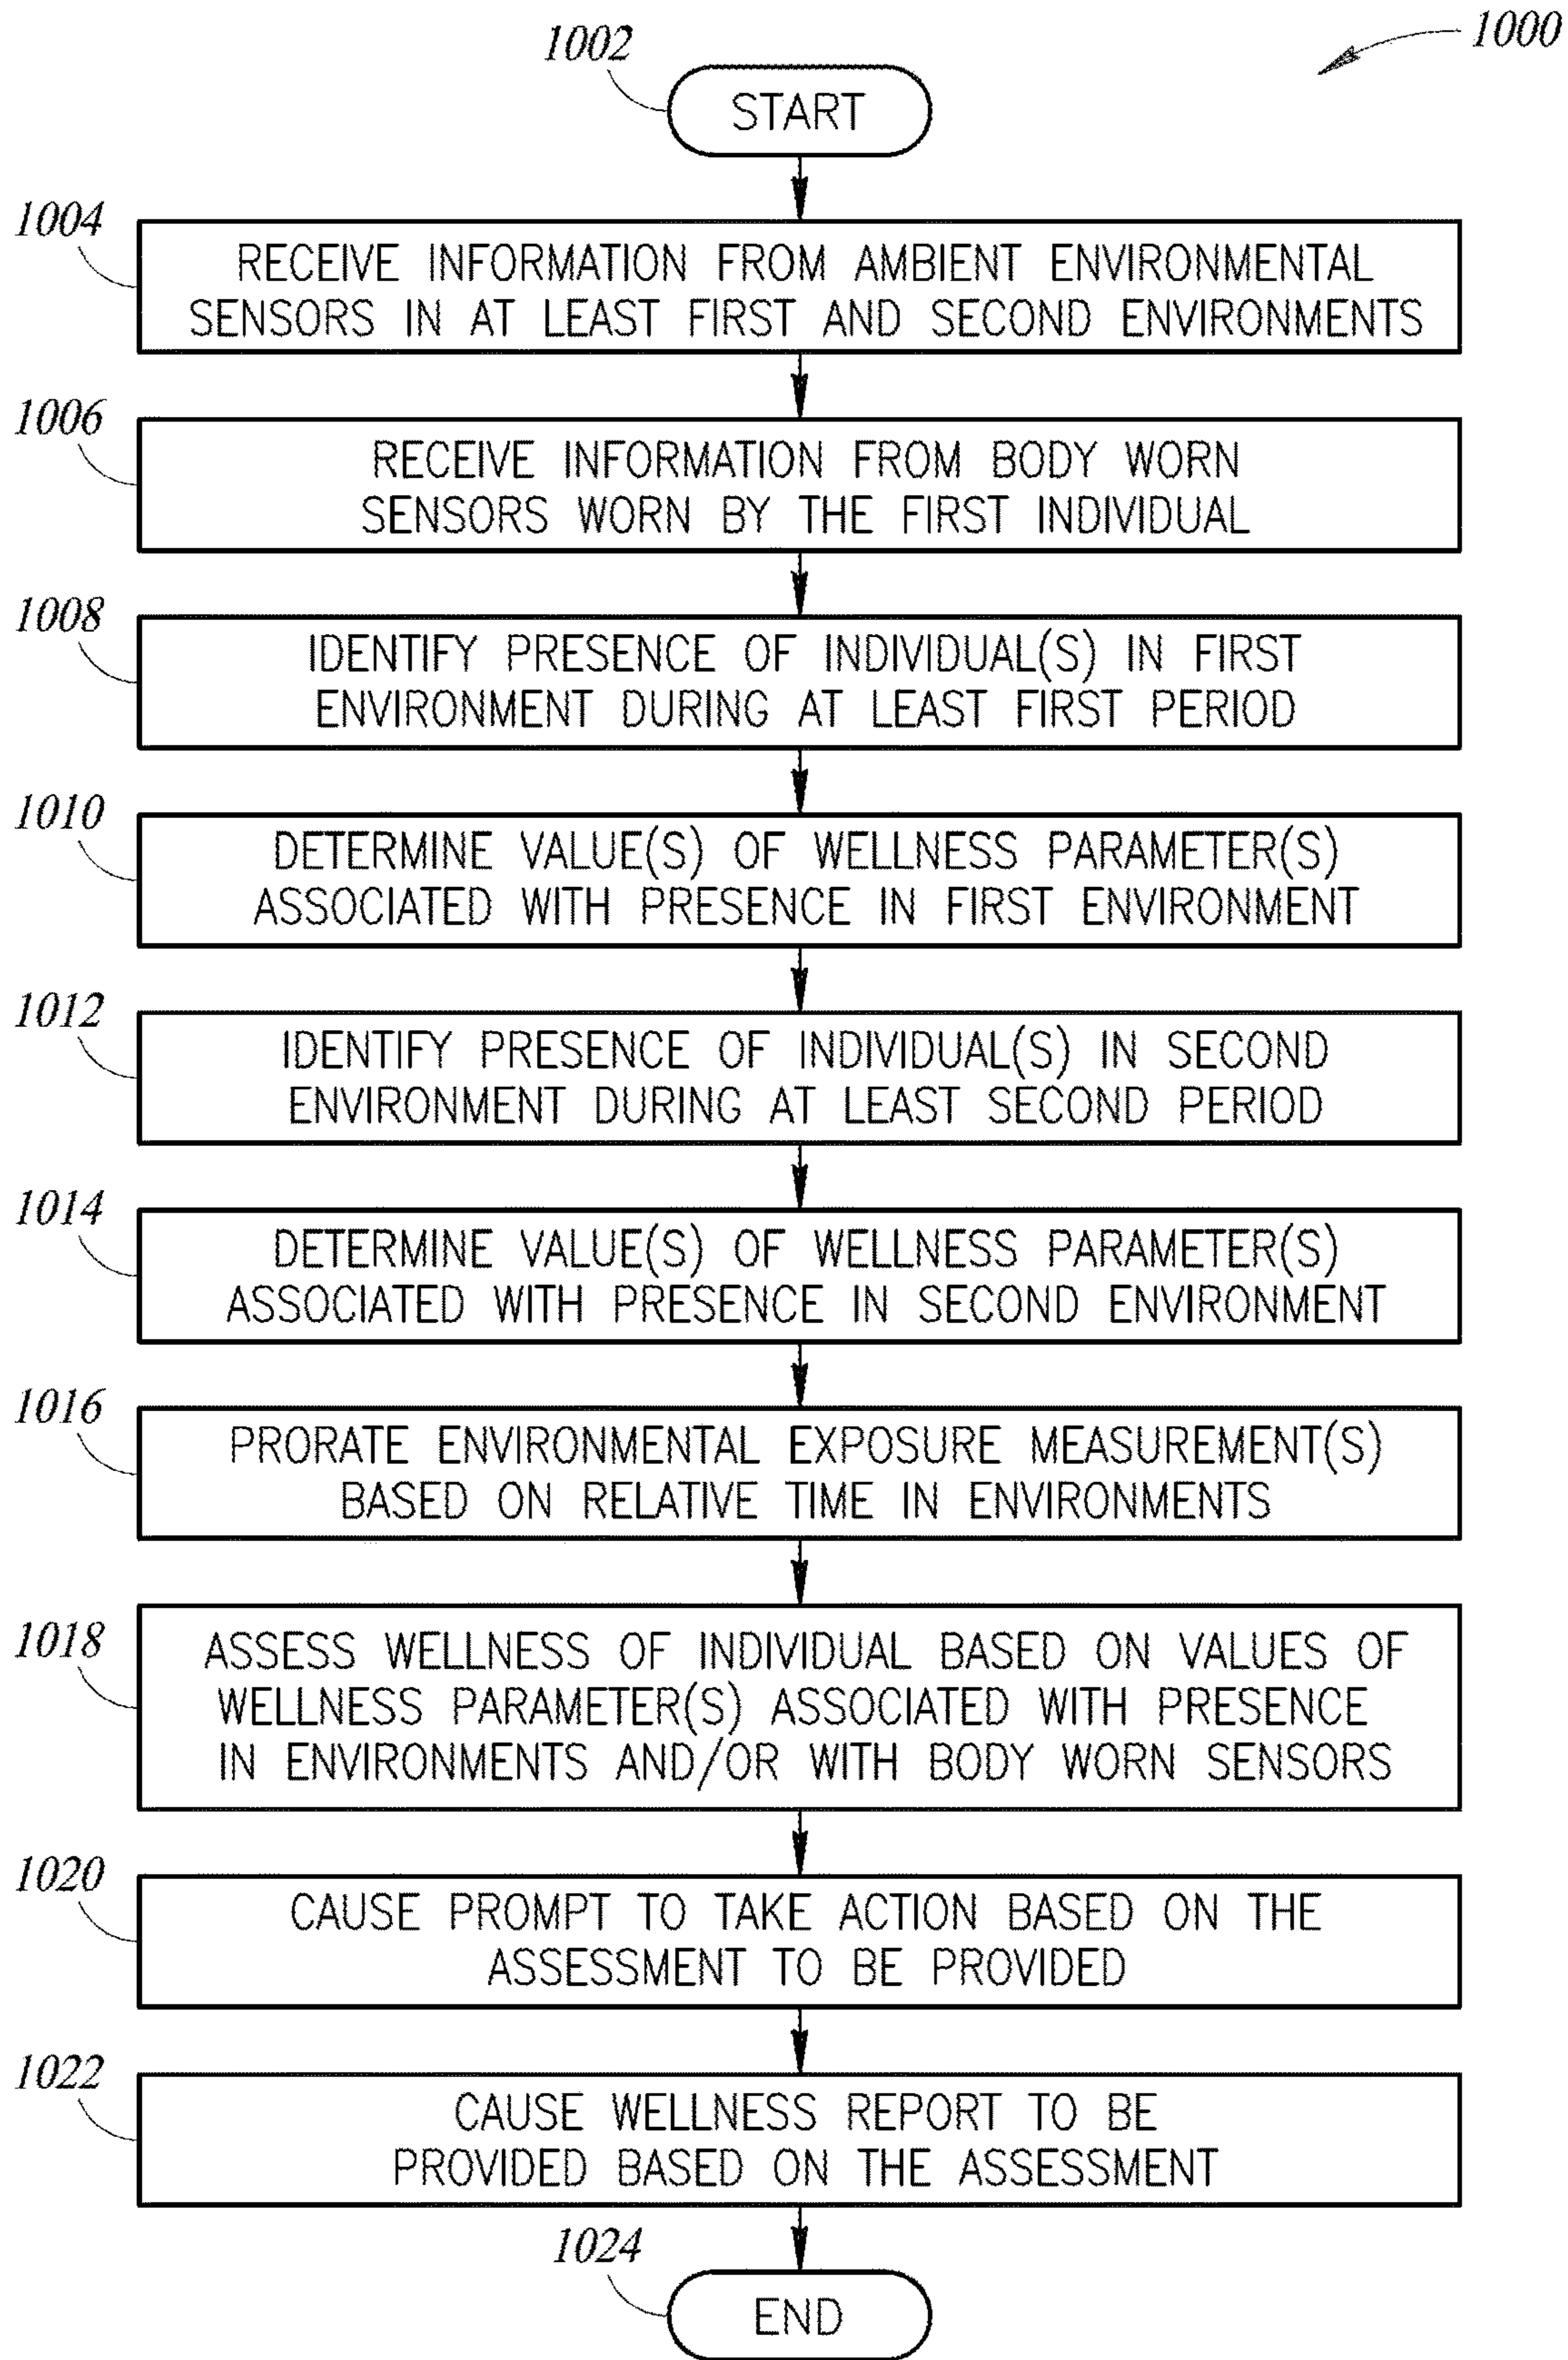 1000
1002
START
1004
RECEIVE INFORMATION FROM AMBIENT ENVIRONMENTAL
SENSORS IN AT LEAST FIRST AND SECOND ENVIRONMENTS
1006
RECEIVE INFORMATION FROM BODY WORN
SENSORS WORN BY THE FIRST INDIVIDUAL
1008
IDENTIFY PRESENCE OF INDIVIDUAL(S) IN FIRST
ENVIRONMENT DURING AT LEAST FIRST PERIOD
1010
DETERMINE VALUE(S) OF WELLNESS PARAMETER(S)
ASSOCIATED WITH PRESENCE IN FIRST ENVIRONMENT
1012
IDENTIFY PRESENCE OF INDIVIDUAL(S) IN SECOND
ENVIRONMENT DURING AT LEAST SECOND PERIOD
1014
DETERMINE VALUE(S) OF WELLNESS PARAMETER(S)
ASSOCIATED WITH PRESENCE IN SECOND ENVIRONMENT
1016
PRORATE ENVIRONMENTAL EXPOSURE MEASUREMENT(S)
BASED ON RELATIVE TIME IN ENVIRONMENTS
1018
ASSESS WELLNESS OF INDIVIDUAL BASED ON VALUES OF
WELLNESS PARAMETER(S) ASSOCIATED WITH PRESENCE
IN ENVIRONMENTS AND/OR WITH BODY WORN SENSORS
1020
CAUSE PROMPT TO TAKE ACTION BASED ON THE
ASSESSMENT TO BE PROVIDED
1022
CAUSE WELLNESS REPORT TO BE
PROVIDED BASED ON THE ASSESSMENT
1024
END